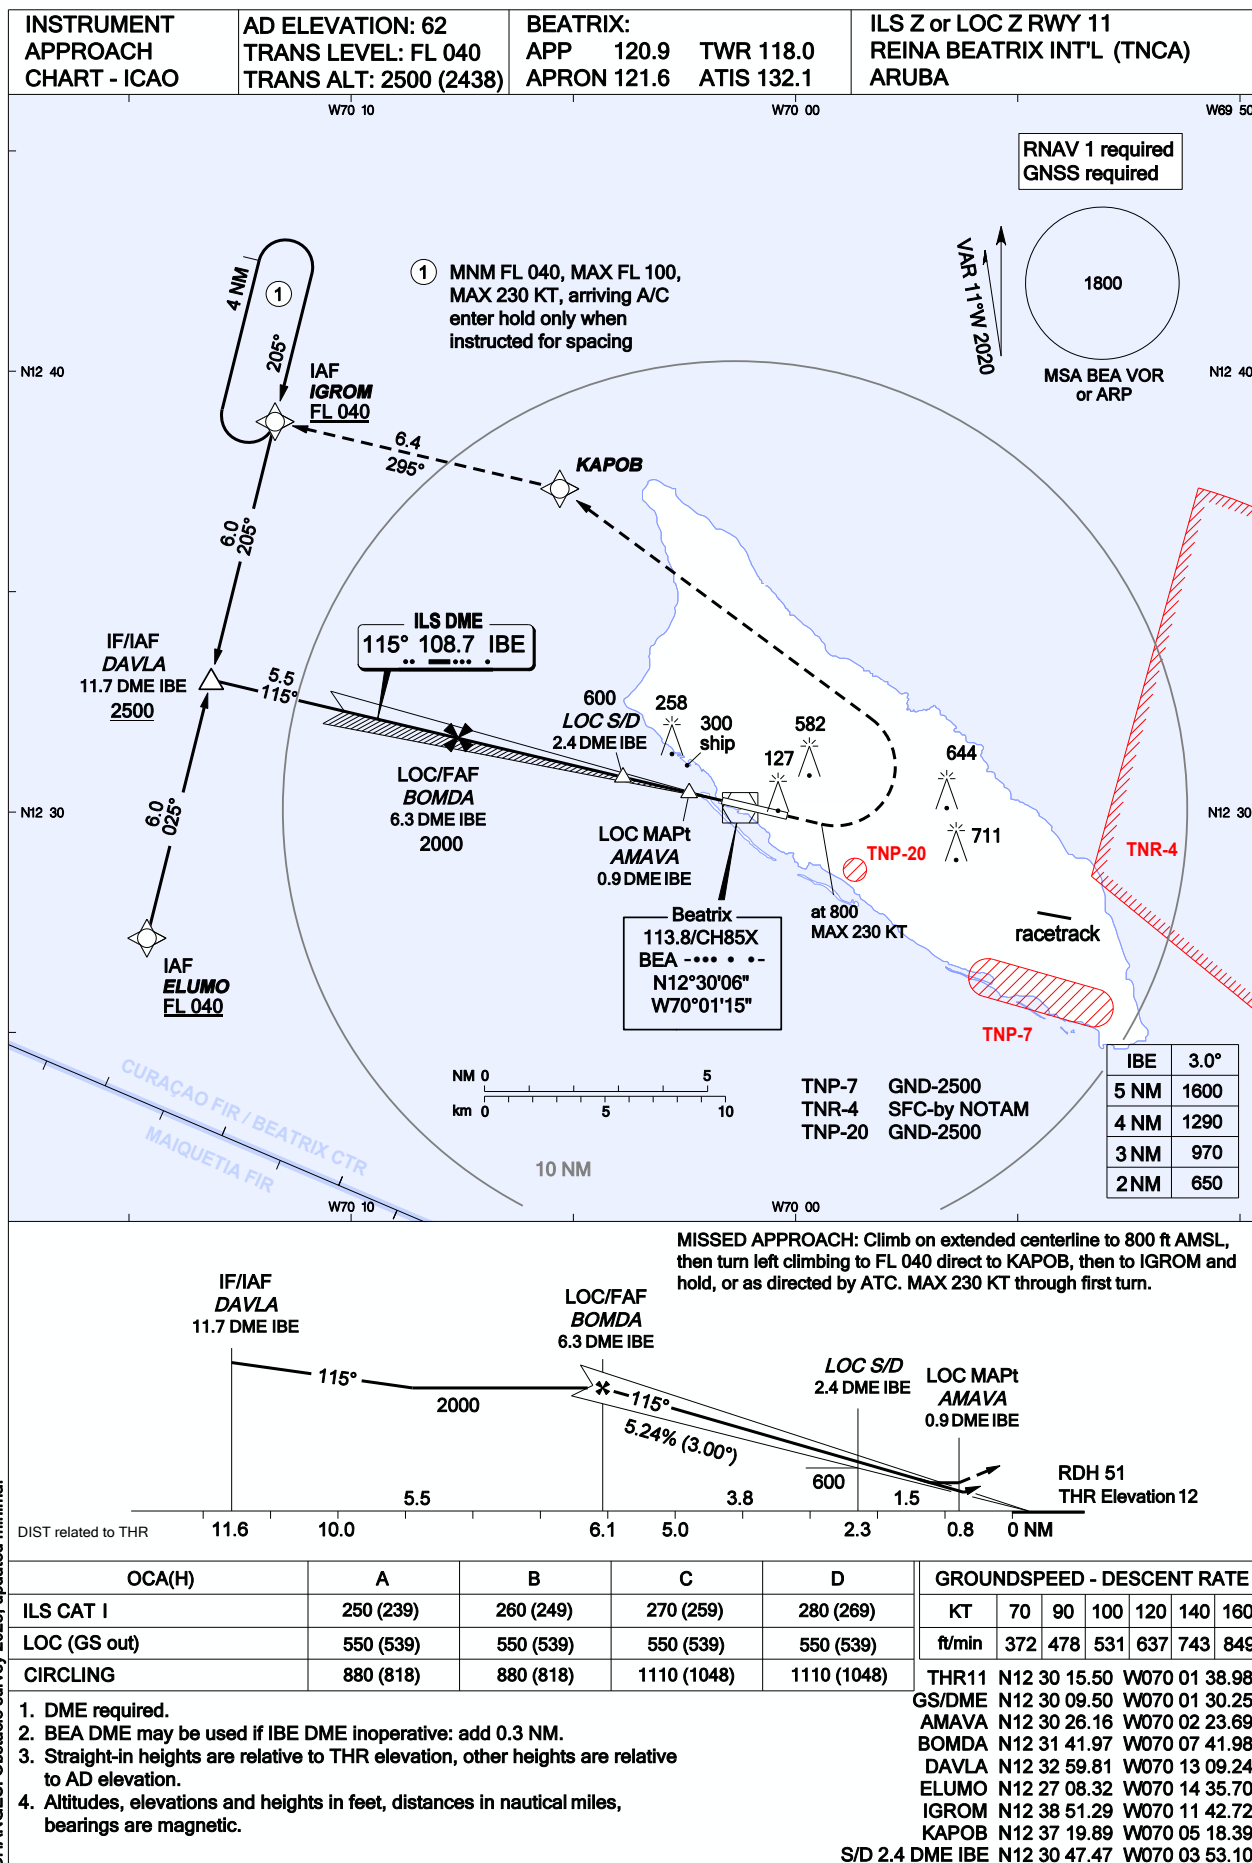 INSTRUMENT
APPROACH
CHART - ICAO
AD ELEVATION: 62
TRANS LEVEL: FL 040
TRANS ALT: 2500 (2438)
BEATRIX:
APP 120.9 TWR 118.0
APRON 121.6 ATIS 132.1
ILS Z or LOC Z RWY 11
REINA BEATRIX INT'L (TNCA)
ARUBA
W70 10
W70 00
W69 50
RNAV 1 required
GNSS required
VAR 11°W 2020
1800
MSA BEA VOR
or ARP
4 NM
1
205°
1 MNM FL 040, MAX FL 100,
MAX 230 KT, arriving A/C
enter hold only when
instructed for spacing
N12 40
N12 40
IAF
IGROM
FL 040
6.4
295°
KAPOB
6.0
205°
ILS DME
115° 108.7 IBE
IF/IAF
DAVLA
11.7 DME IBE
2500
5.5
115°
600
LOC S/D
2.4 DME IBE
258
300
ship
582
127
644
711
LOC/FAF
BOMDA
6.3 DME IBE
2000
N12 30
N12 30
6.0
025°
LOC MAPt
AMAVA
0.9 DME IBE
TNP-20
TNR-4
at 800
MAX 230 KT
racetrack
Beatrix
113.8/CH85X
BEA
N12°30'06"
W70°01'15"
IAF
ELUMO
FL 040
TNP-7
CURAÇAO FIR / BEATRIX CTR
MAIQUETIA FIR
NM 0 5
km 0 5 10
TNP-7 GND-2500
TNR-4 SFC-by NOTAM
TNP-20 GND-2500
IBE 3.0°
5 NM 1600
4 NM 1290
3 NM 970
2 NM 650
10 NM
W70 10
W70 00
MISSED APPROACH: Climb on extended centerline to 800 ft AMSL,
then turn left climbing to FL 040 direct to KAPOB, then to IGROM and
hold, or as directed by ATC. MAX 230 KT through first turn.
IF/IAF
DAVLA
11.7 DME IBE
LOC/FAF
BOMDA
6.3 DME IBE
LOC S/D
2.4 DME IBE
LOC MAPt
AMAVA
0.9 DME IBE
115°
2000
115°
5.24% (3.00°)
600
RDH 51
THR Elevation 12
5.5 3.8 1.5
DIST related to THR 11.6 10.0 6.1 5.0 2.3 0.8 0 NM
OCA(H) A B C D
ILS CAT I 250 (239) 260 (249) 270 (259) 280 (269)
LOC (GS out) 550 (539) 550 (539) 550 (539) 550 (539)
CIRCLING 880 (818) 880 (818) 1110 (1048) 1110 (1048)
GROUNDSPEED - DESCENT RATE
KT 70 90 100 120 140 160
ft/min 372 478 531 637 743 849
THR11 N12 30 15.50 W070 01 38.98
GS/DME N12 30 09.50 W070 01 30.25
AMAVA N12 30 26.16 W070 02 23.69
BOMDA N12 31 41.97 W070 07 41.98
DAVLA N12 32 59.81 W070 13 09.24
ELUMO N12 27 08.32 W070 14 35.70
IGROM N12 38 51.29 W070 11 42.72
KAPOB N12 37 19.89 W070 05 18.39
S/D 2.4 DME IBE N12 30 47.47 W070 03 53.10
1. DME required.
2. BEA DME may be used if IBE DME inoperative: add 0.3 NM.
3. Straight-in heights are relative to THR elevation, other heights are relative
to AD elevation.
4. Altitudes, elevations and heights in feet, distances in nautical miles,
bearings are magnetic.